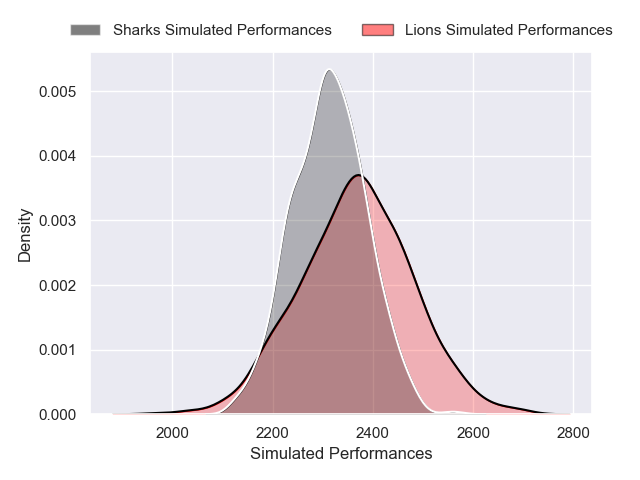 Sharks Simulated Performances Lions Simulated Performances
0.005
0.004
0.003
0.002
0.001
0.000
Density
2000 2200 2400 2600 2800
Simulated Performances